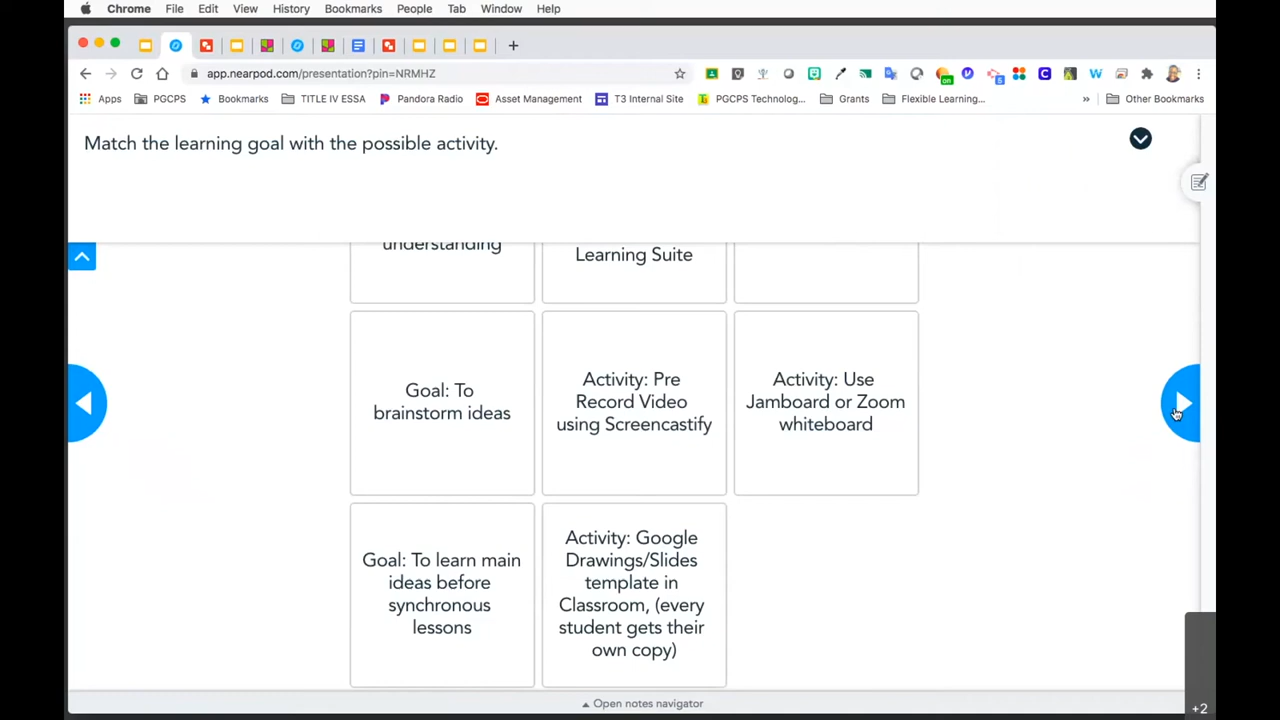 Chrome File Edit View History Bookmarks People Tab Window Help
app.nearpod.com/presentation?pin=NRMHZ
on
5
Apps PGCPS Bookmarks TITLE IV ESSA Pandora Radio Asset Management T3 Internal Site PGCPS Technolog... Grants Flexible Learning... » Other Bookmarks
Match the learning goal with the possible activity.
understanding
Learning Suite
Goal: To
brainstorm ideas
Activity: Pre
Record Video
using Screencastify
Activity: Use
Jamboard or Zoom
whiteboard
Goal: To learn main
ideas before
synchronous
lessons
Activity: Google
Drawings/Slides
template in
Classroom, (every
student gets their
own copy)
Open notes navigator
+2